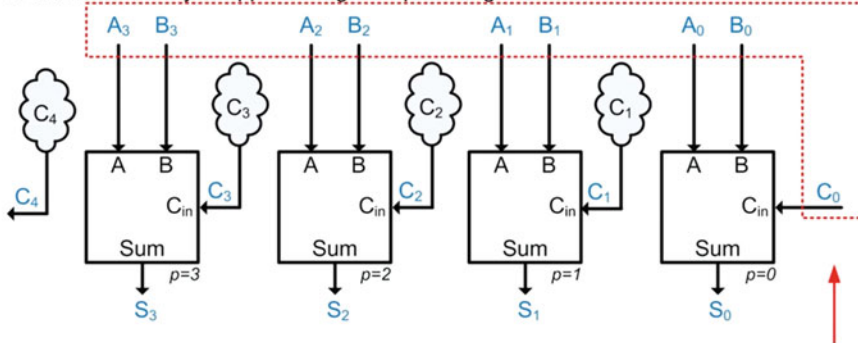 A3 B3 A2 B2 A1 B1 A0 B0
C4 C3 C2 C1
A B A B A B A B
C4 Cin C3 Cin C2 Cin C1 Cin C0
Sum Sum Sum Sum
p=3 p=2 p=1 p=0
S3 S2 S1 S0